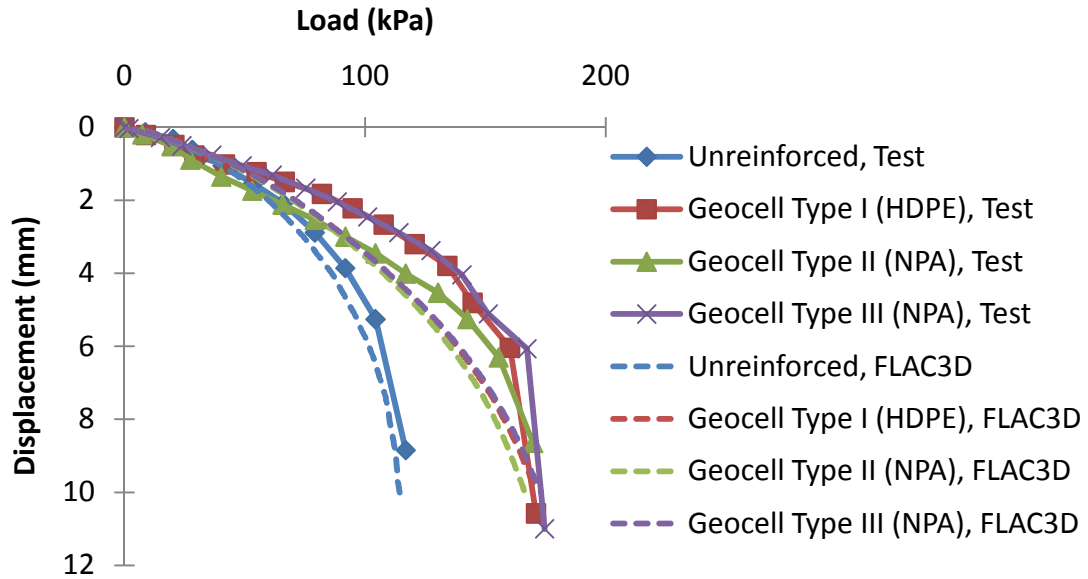 Load (kPa)
0 100 200
0
2
4
6
8
10
12
Displacement (mm)
Unreinforced, Test
Geocell Type I (HDPE), Test
Geocell Type II (NPA), Test
Geocell Type III (NPA), Test
Unreinforced, FLAC3D
Geocell Type I (HDPE), FLAC3D
Geocell Type II (NPA), FLAC3D
Geocell Type III (NPA), FLAC3D